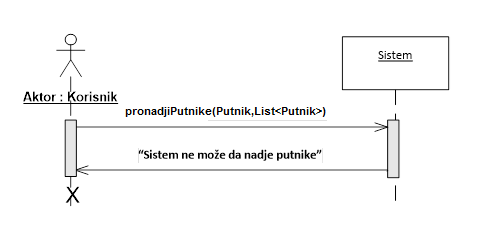 Sistem
Aktor : Korisnik
pronadjiPutnike(Putnik,List<Putnik>)
“Sistem ne može da nadje putnike”